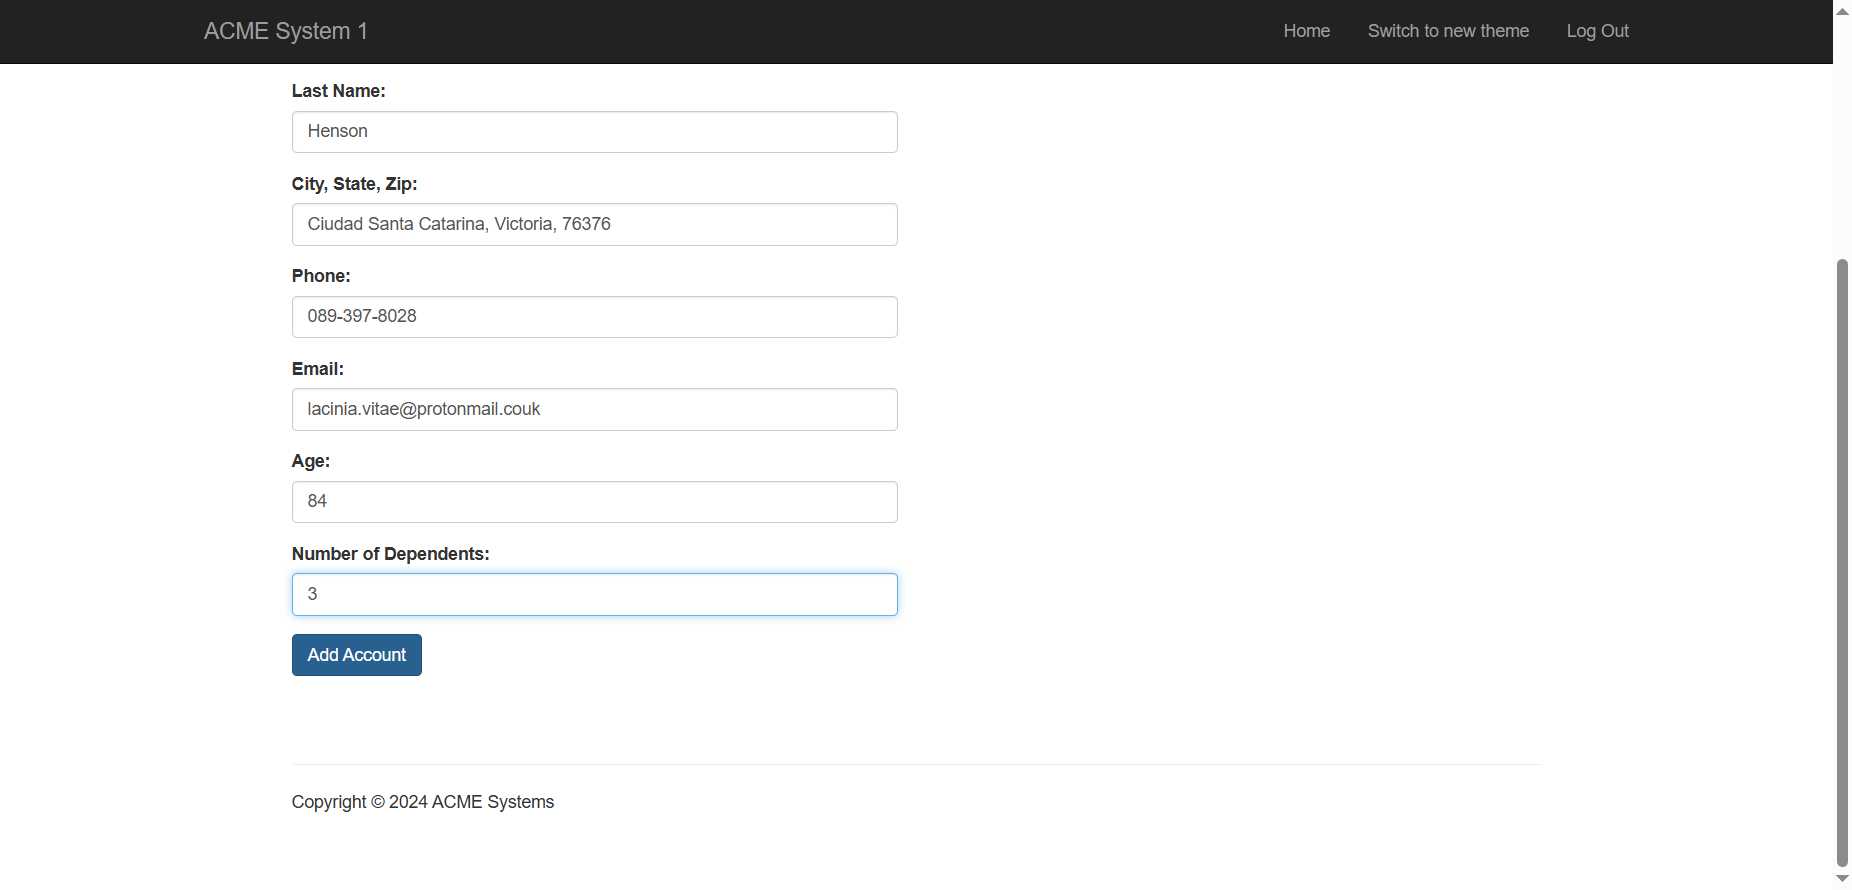 ACME System 1
Home
Switch to new theme
Log Out
Last Name:
Henson
City, State, Zip:
Ciudad Santa Catarina, Victoria, 76376
Phone:
089-397-8028
Email:
lacinia.vitae@protonmail.couk
Age:
84
Number of Dependents:
3
Add Account
Copyright © 2024 ACME Systems